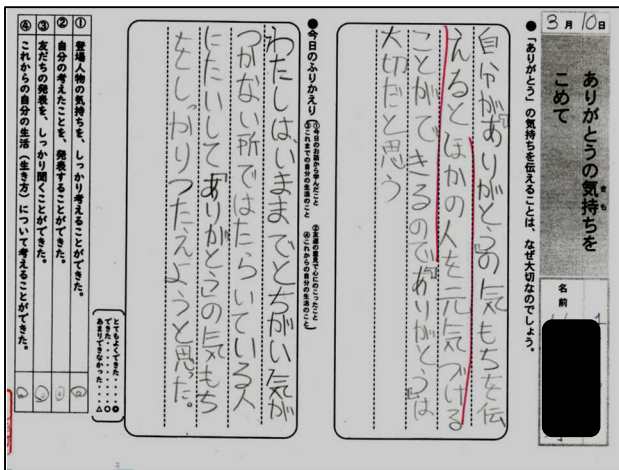 3月10日
ありがとうの気持ちを
こめて
きも
名前
●「ありがとう」の気持ちを伝えることは、なぜ大切なのでしょう。
自分が『ありがとう』の気もちを伝
えるとほかの人を元気づける
ことができるので『ありがとう』は
大切だと思う
●今日のふりかえり
①今日のお話から学んだこと
②友達の意見で心にのこったこと
③これまでの自分の生活のこと
④これからの自分の生活のこと
わたしは、いままでとちがい気が
つかない所ではたらいている人
にたいして『ありがとう』の気もち
をしっかりつたえようと思った。
とてもよくできた・・・・・◎
できた・・・・・・・・・○
あまりできなかった・・・・△
① 登場人物の気持ちを、しっかり考えることができた。
② 自分の考えたことを、発表することができた。
③ 友だちの発表を、しっかり聞くことができた。
④ これからの自分の生活（生き方）について考えることができた。